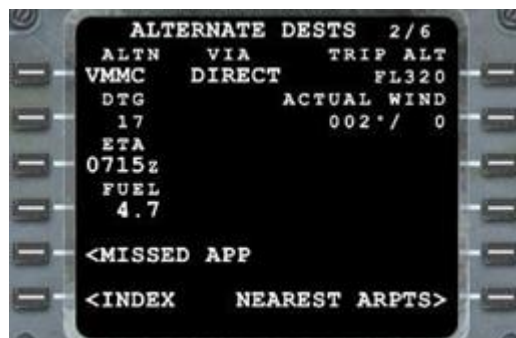 ALTERNATE DESTS 2/6
ALTN VIA TRIP ALT
VMMC DIRECT FL320
DTG ACTUAL WIND
17 002°/ 0
ETA
0715z
FUEL
4.7
<MISSED APP
<INDEX NEAREST ARPTS>